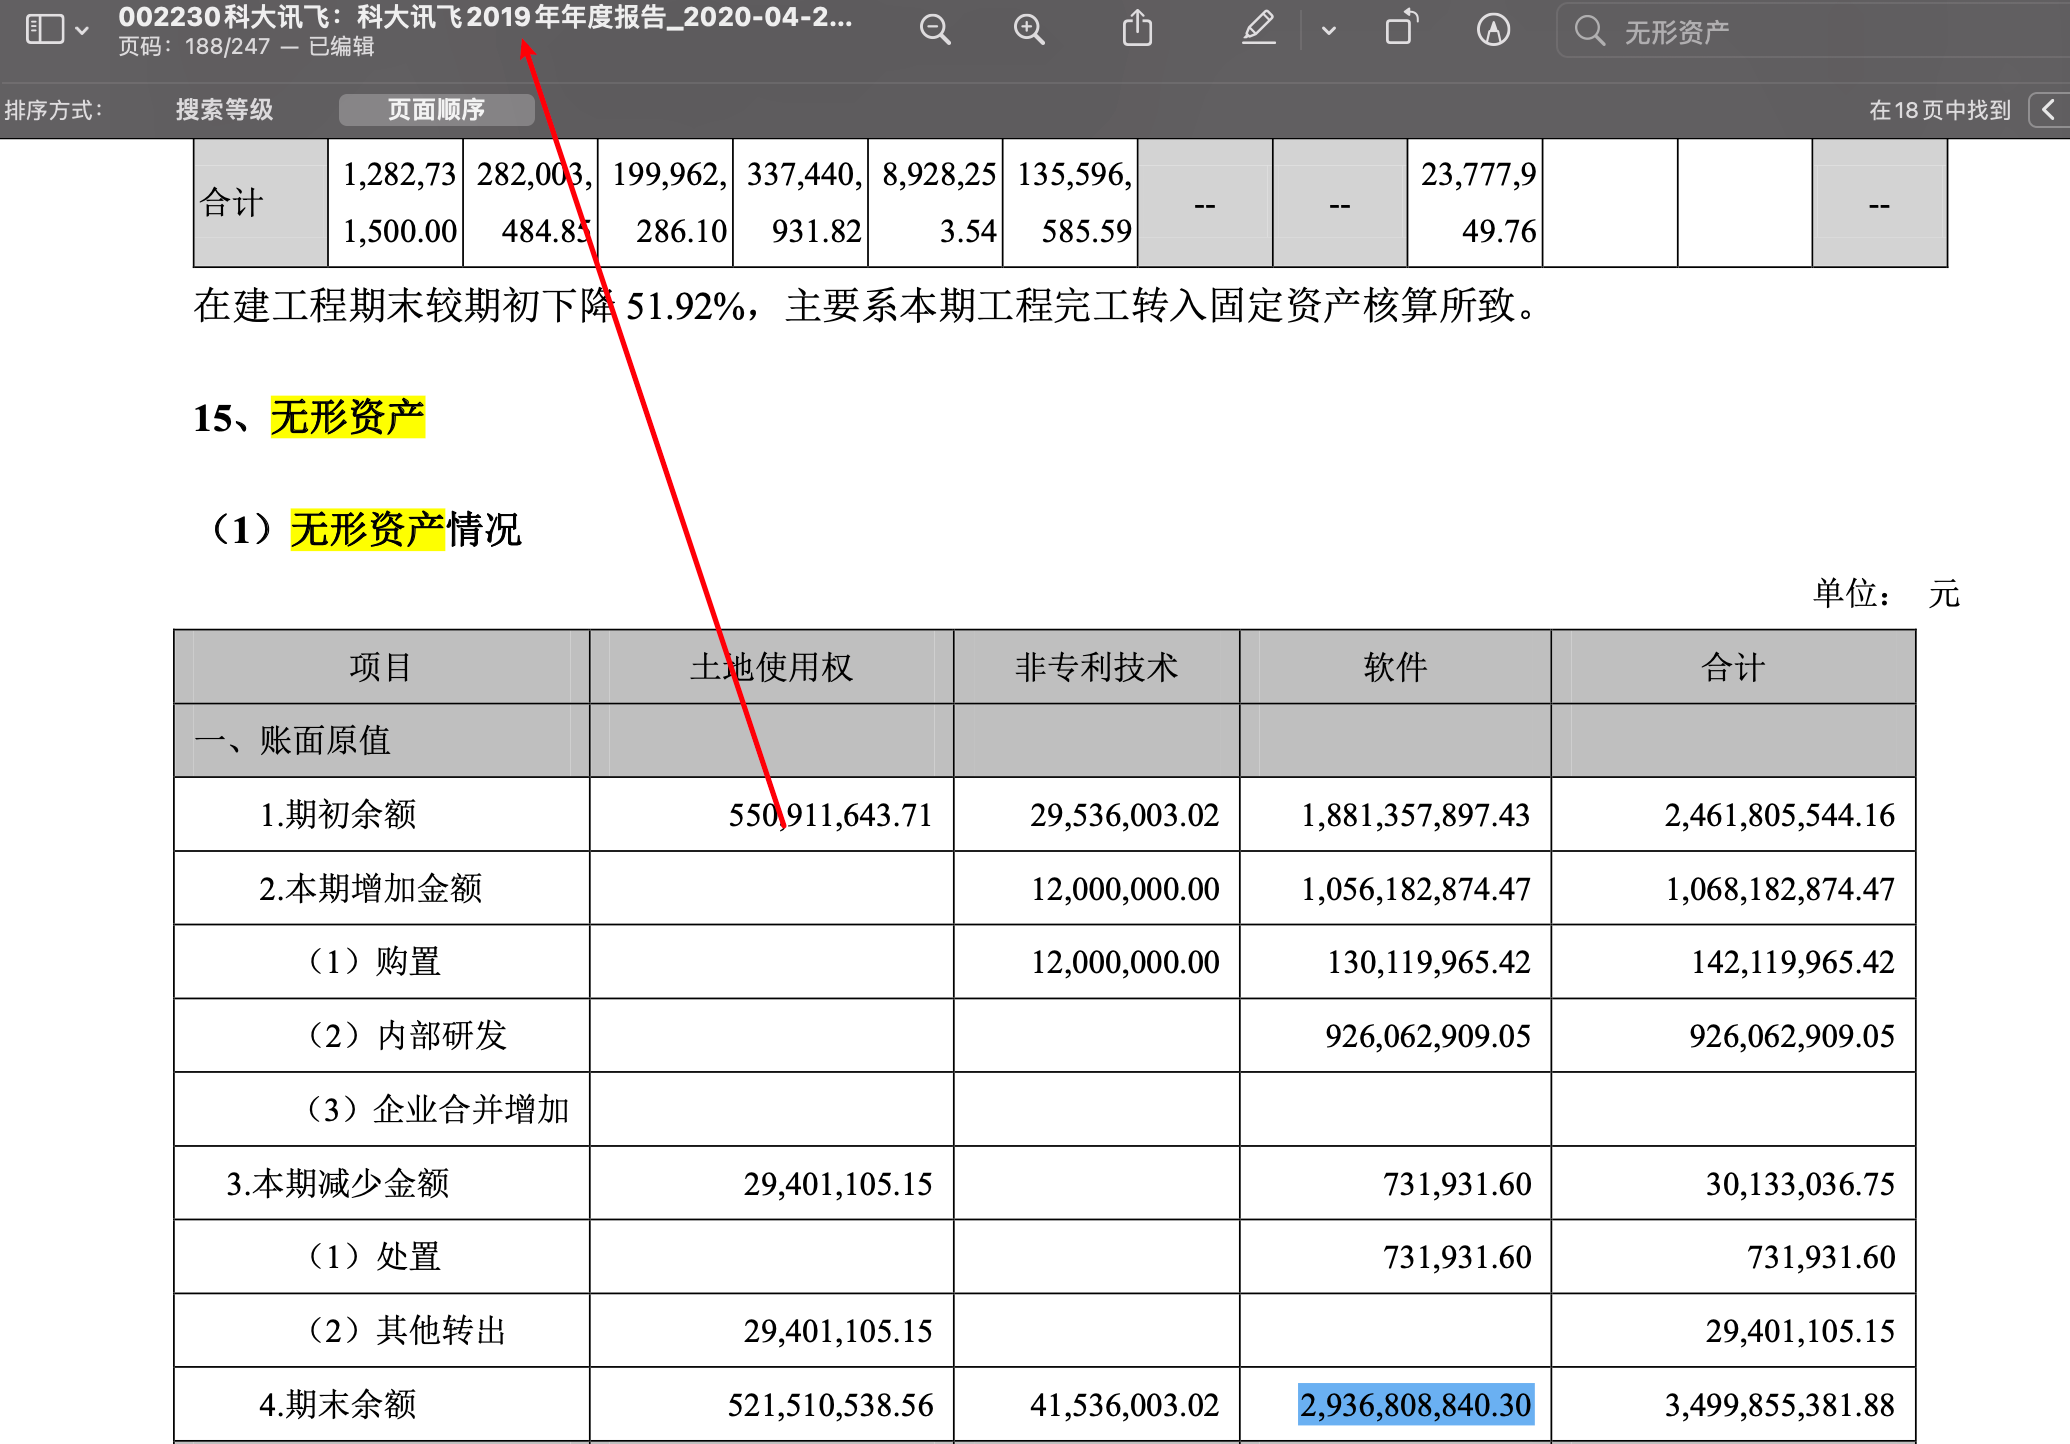 002230科大讯飞：科大讯飞2019年年度报告_2020-04-2...
页码：188/247 — 已编辑
无形资产
排序方式： 搜索等级 页面顺序 在18页中找到
合计 1,282,731,500.00 282,003,484.85 199,962,286.10 337,440,931.82 8,928,253.54 135,596,585.59 -- -- 23,777,949.76 --
在建工程期末较期初下降 51.92%，主要系本期工程完工转入固定资产核算所致。
15、无形资产
（1）无形资产情况
单位： 元
项目 土地使用权 非专利技术 软件 合计
一、账面原值
1.期初余额 550,911,643.71 29,536,003.02 1,881,357,897.43 2,461,805,544.16
2.本期增加金额 12,000,000.00 1,056,182,874.47 1,068,182,874.47
（1）购置 12,000,000.00 130,119,965.42 142,119,965.42
（2）内部研发 926,062,909.05 926,062,909.05
（3）企业合并增加
3.本期减少金额 29,401,105.15 731,931.60 30,133,036.75
（1）处置 731,931.60 731,931.60
（2）其他转出 29,401,105.15 29,401,105.15
4.期末余额 521,510,538.56 41,536,003.02 2,936,808,840.30 3,499,855,381.88